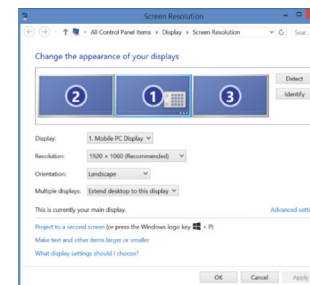 Screen Resolution
« All Control Panel Items › Display › Screen Resolution
Sear...
Change the appearance of your displays
2
1
3
Detect
Identify
Display: 1. Mobile PC Display
Resolution: 1920 × 1080 (Recommended)
Orientation: Landscape
Multiple displays: Extend desktop to this display
This is currently your main display.
Advanced setti
Project to a second screen (or press the Windows logo key + P)
Make text and other items larger or smaller
What display settings should I choose?
OK
Cancel
Apply